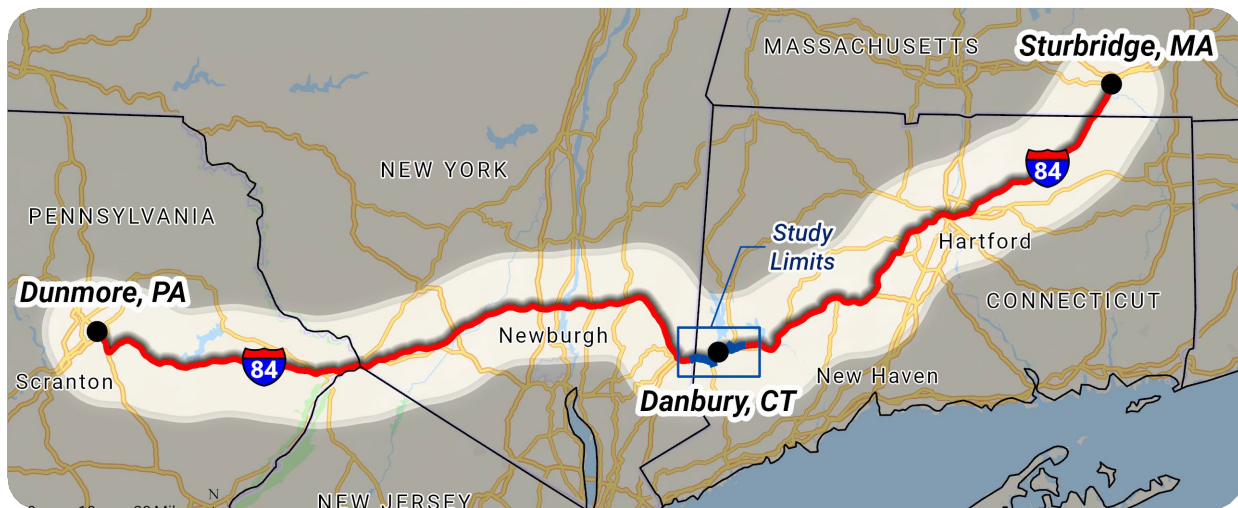 MASSACHUSETTS
Sturbridge, MA
NEW YORK
84
PENNSYLVANIA
Study
Limits
Hartford
Dunmore, PA
CONNECTICUT
Newburgh
84
Scranton
New Haven
Danbury, CT
N
NEW JERSEY